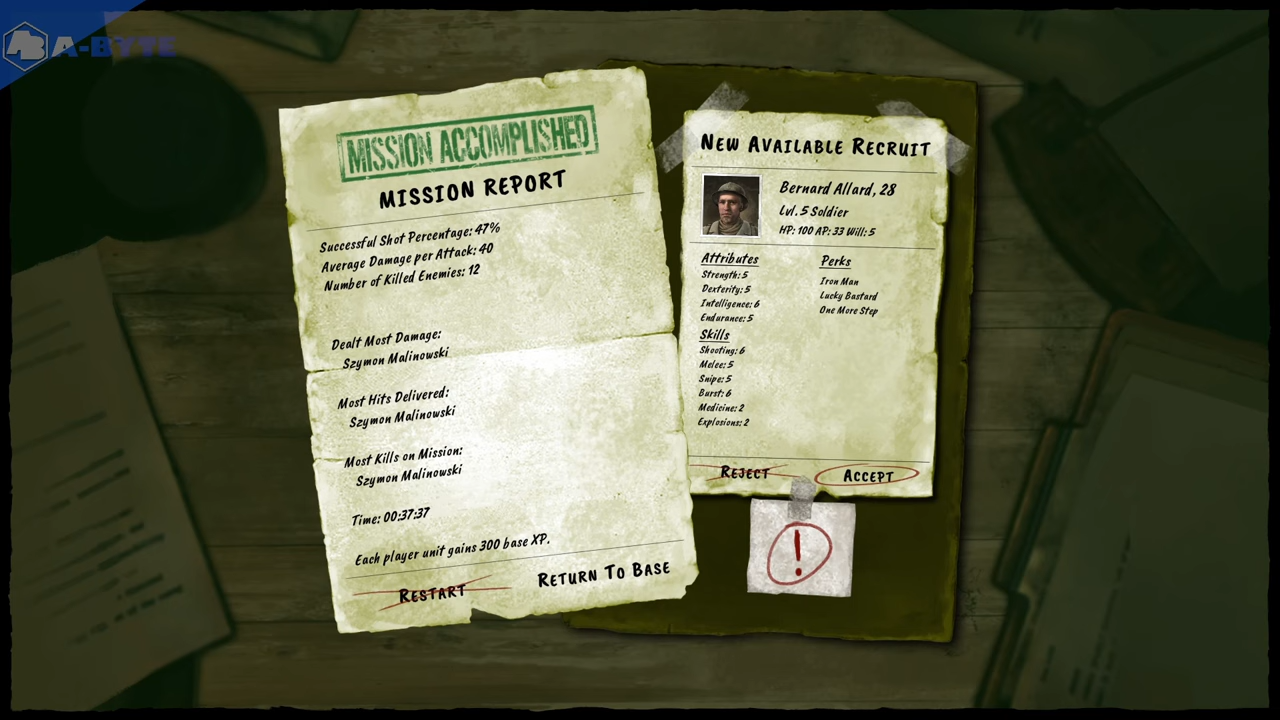 A-BYTE
MISSION ACCOMPLISHED
MISSION REPORT
Successful Shot Percentage: 47%
Average Damage per Attack: 40
Number of Killed Enemies: 12
Dealt Most Damage:
Szymon Malinowski
Most Hits Delivered:
Szymon Malinowski
Most Kills on Mission:
Szymon Malinowski
Time: 00:37:37
Each player unit gains 300 base XP.
RESTART
RETURN TO BASE
NEW AVAILABLE RECRUIT
Bernard Allard, 28
Lvl. 5 Soldier
HP: 100 AP: 33 Will: 5
Attributes
Strength: 5
Dexterity: 5
Intelligence: 6
Endurance: 5
Skills
Shooting: 6
Melee: 5
Snipe: 5
Burst: 6
Medicine: 2
Explosions: 2
Perks
Iron Man
Lucky Bastard
One More Step
REJECT
ACCEPT
!